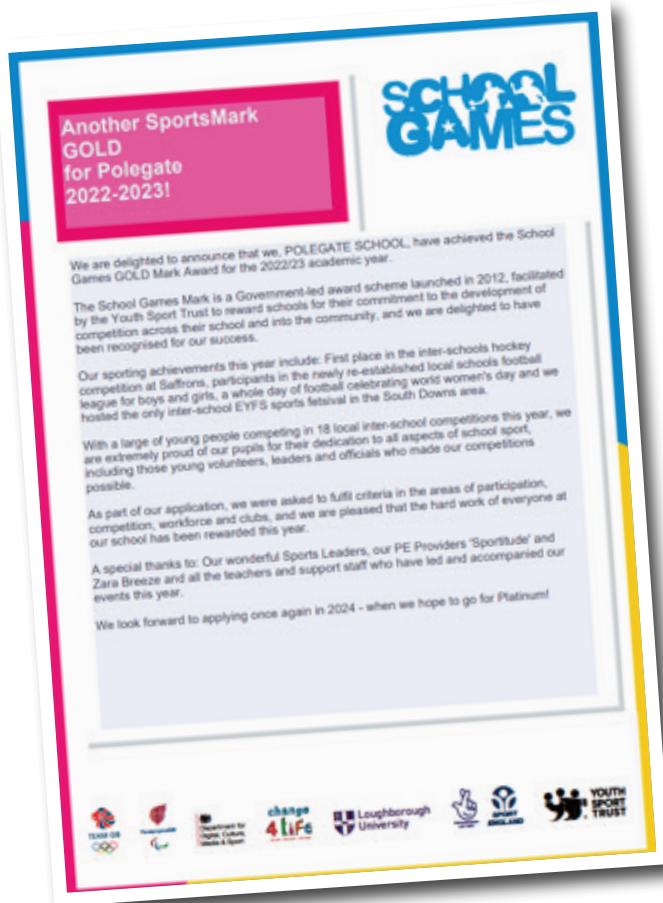 Another SportsMark
GOLD
for Polegate
2022-2023!
SCHOOL
GAMES
We are delighted to announce that we, POLEGATE SCHOOL, have achieved the School
Games GOLD Mark Award for the 2022/23 academic year.
The School Games Mark is a Government-led award scheme launched in 2012, facilitated
by the Youth Sport Trust to reward schools for their commitment to the development of
competition across their school and into the community, and we are delighted to have
been recognised for our success.
Our sporting achievements this year include: First place in the inter-schools hockey
competition at Saffrons, participants in the newly re-established local schools football
league for boys and girls, a whole day of football celebrating world women's day and we
hosted the only inter-school EYFS sports fetsival in the South Downs area.
With a large of young people competing in 18 local inter-school competitions this year, we
are extremely proud of our pupils for their dedication to all aspects of school sport,
including those young volunteers, leaders and officials who made our competitions
possible.
As part of our application, we were asked to fulfil criteria in the areas of participation,
competition, workforce and clubs, and we are pleased that the hard work of everyone at
our school has been rewarded this year.
A special thanks to: Our wonderful Sports Leaders, our PE Providers 'Sportitude' and
Zara Breeze and all the teachers and support staff who have led and accompanied our
events this year.
We look forward to applying once again in 2024 - when we hope to go for Platinum!
TEAM GB
Department for
Digital, Culture,
Media & Sport
change
4 LiFe
Loughborough
University
SPORT
ENGLAND
YOUTH
SPORT
TRUST